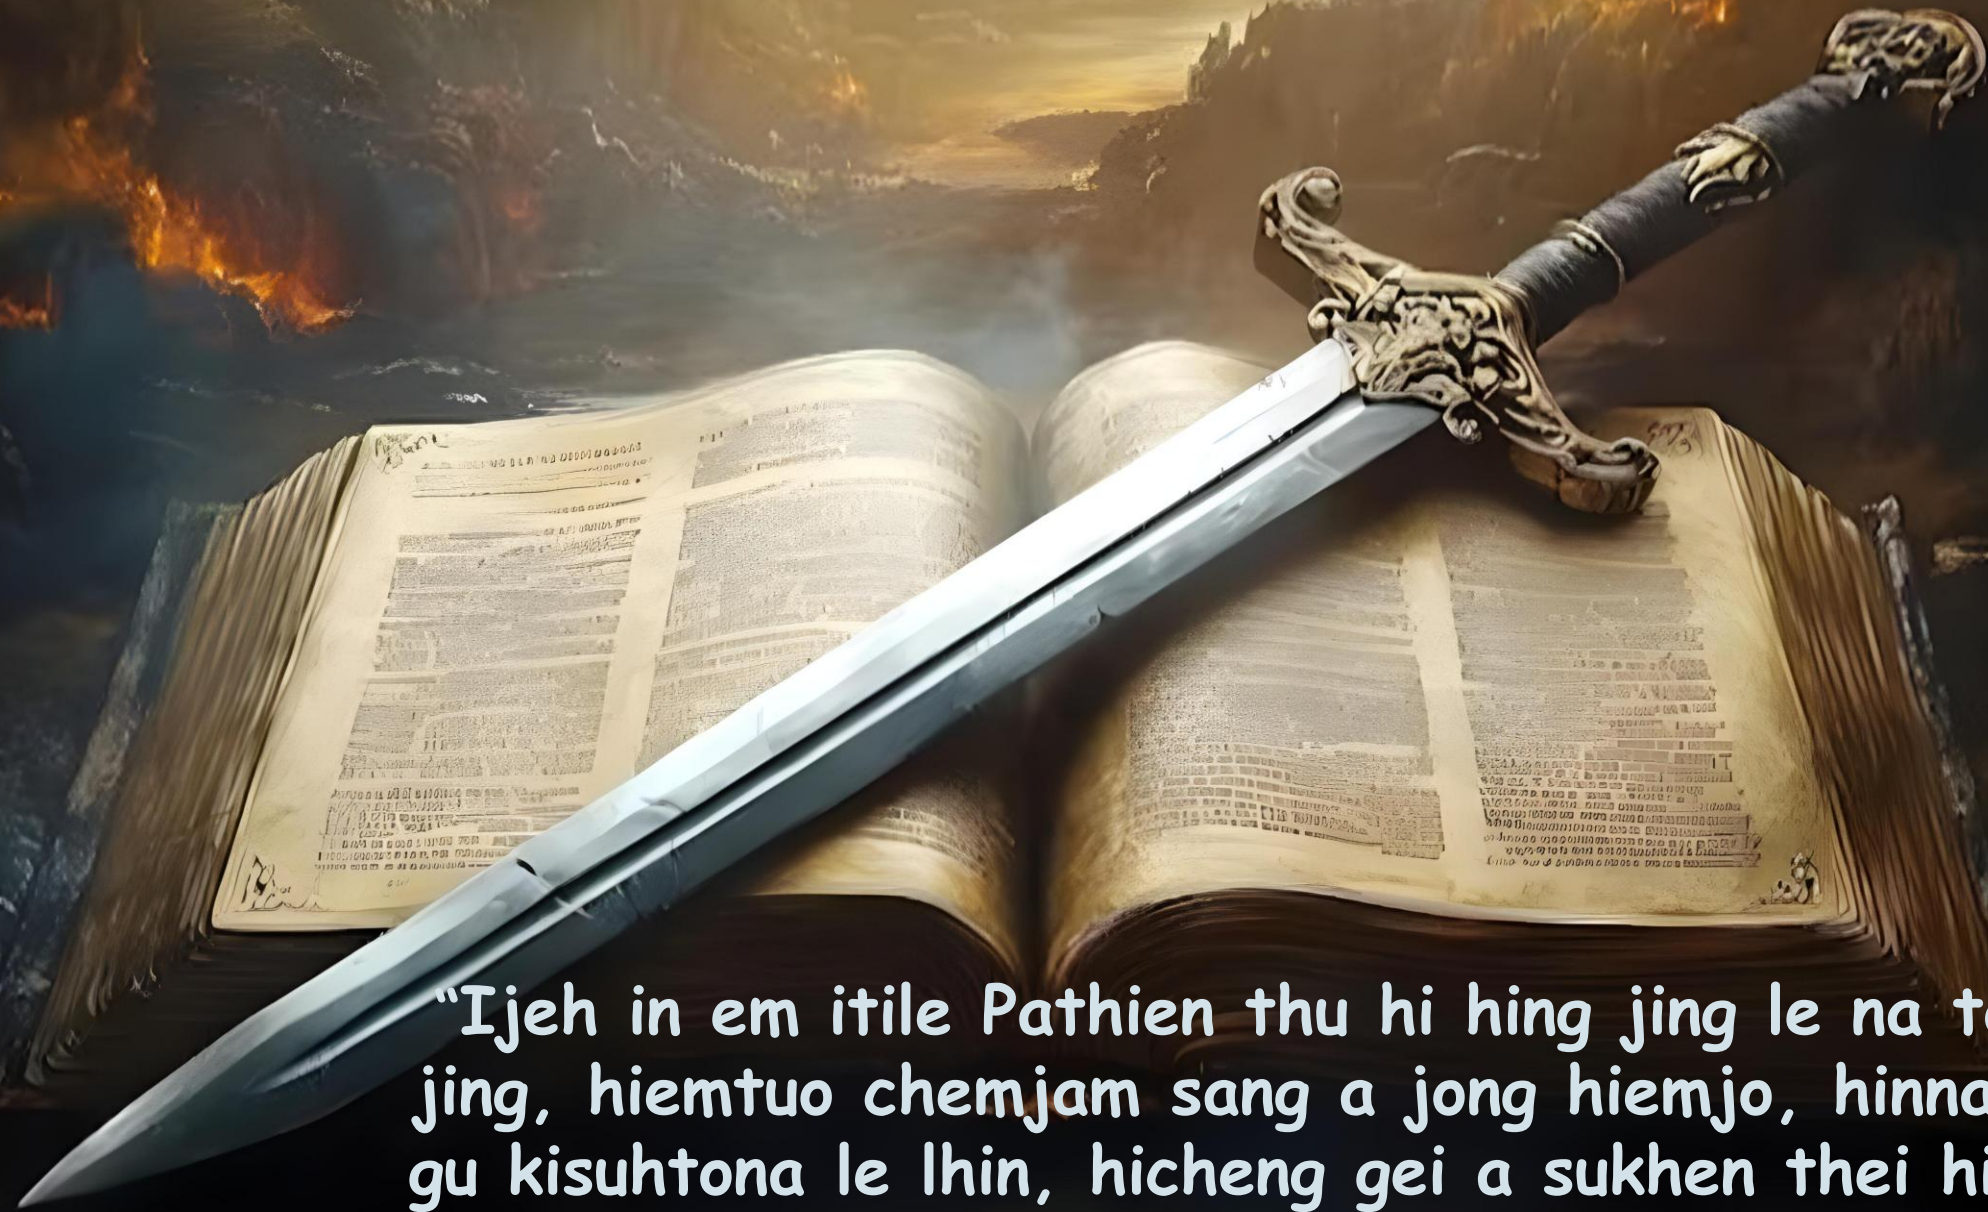 “Ijeh in em itile Pathien thu hi hing jing le na
jing, hiemtuo chemjam sang a jong hiemjo,
gu kisuhtona le lhin, hicheng gei a sukhen thei